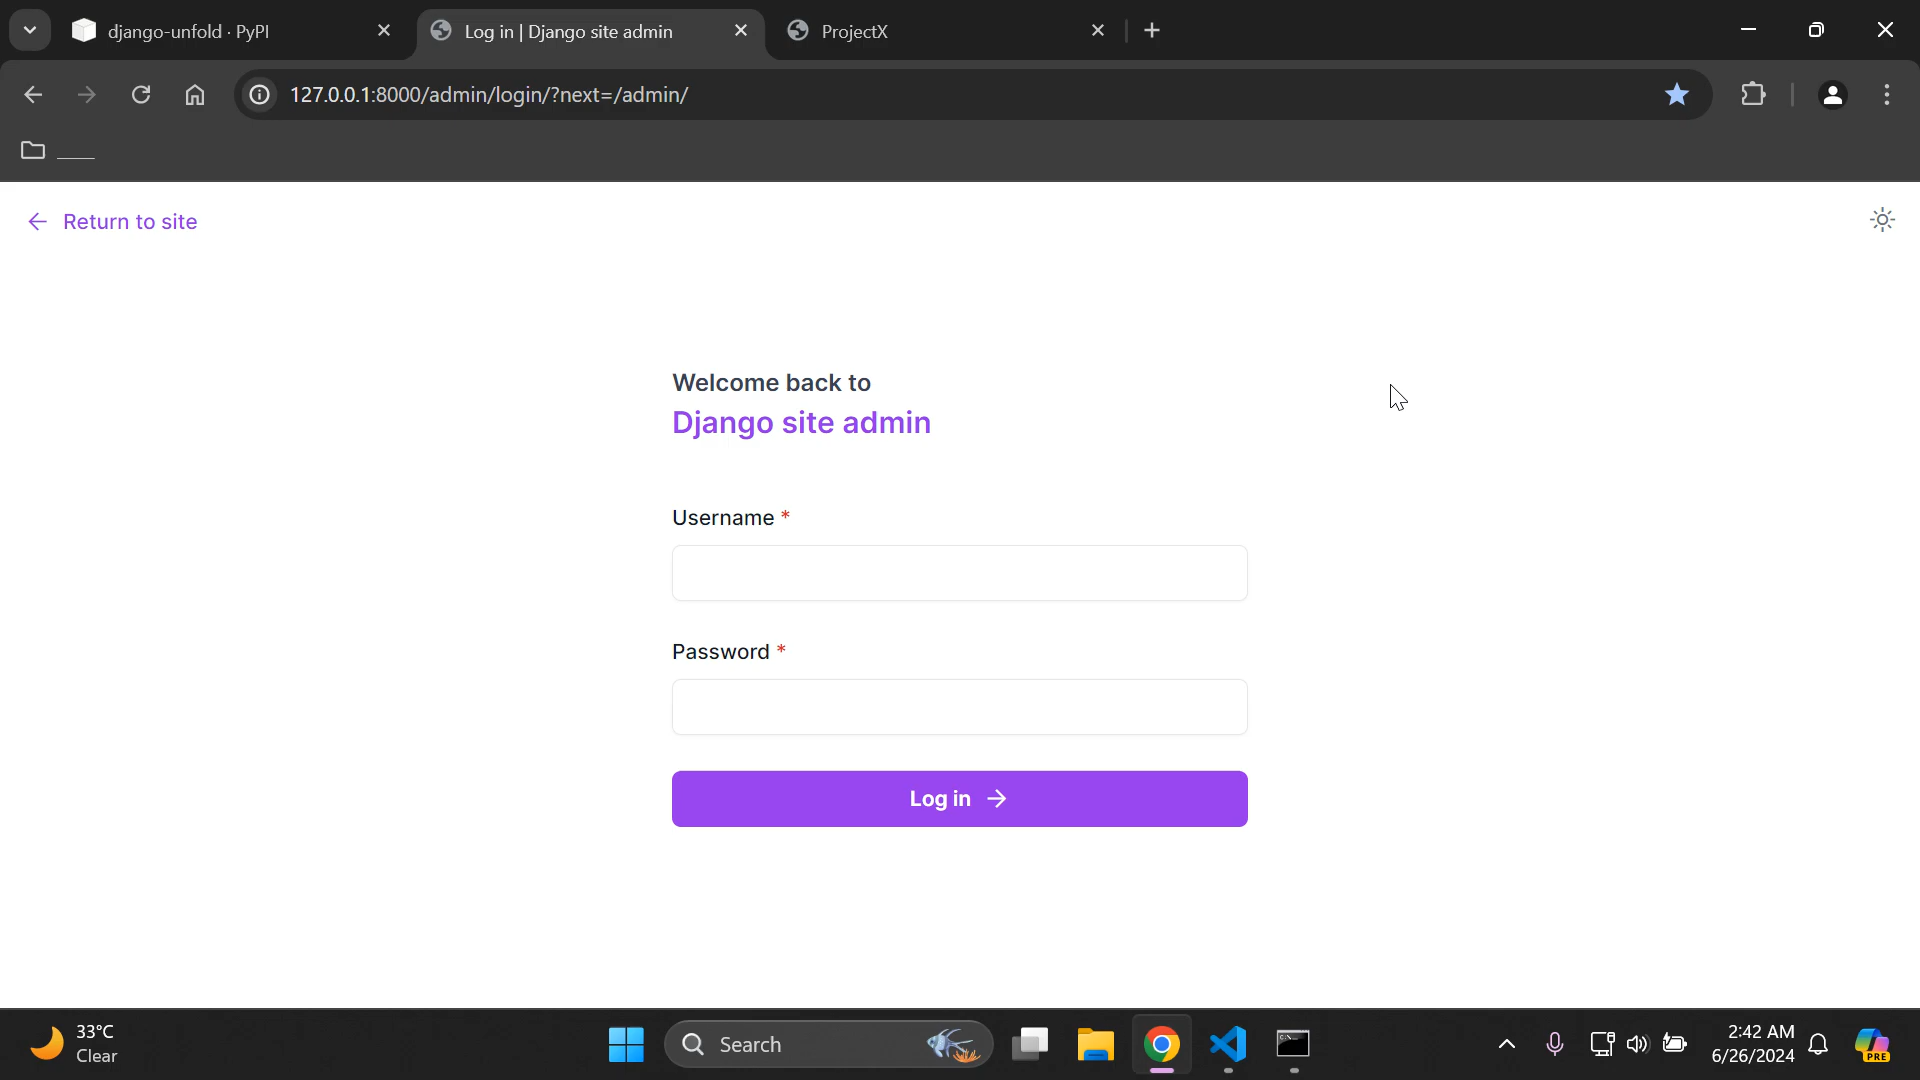 django-unfold · PyPI
Log in | Django site admin
ProjectX
127.0.0.1:8000/admin/login/?next=/admin/
____
Return to site
Welcome back to
Django site admin
Username *
Password *
Log in
33°C
Clear
Search
2:42 AM
6/26/2024
PRE